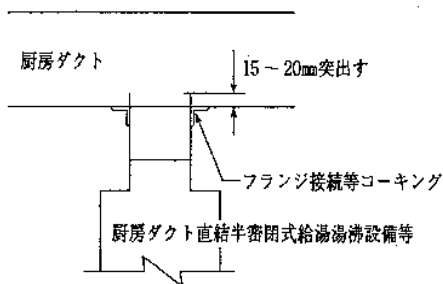 厨房ダクト
15～20㎜突出す
フランジ接続等コーキング
厨房ダクト直結半密閉式給湯湯沸設備等